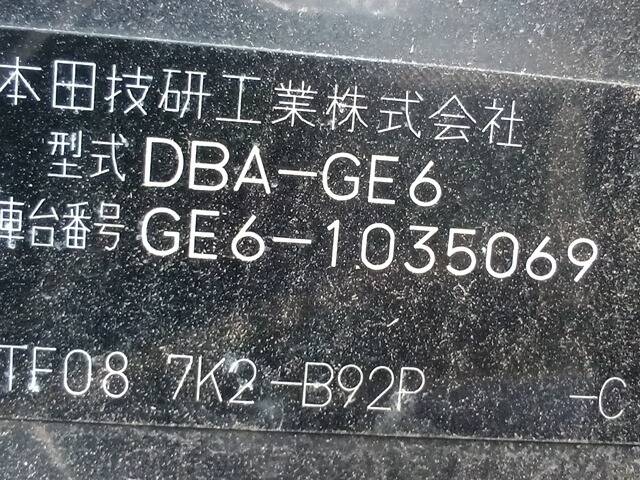 本田技研工業株式会社
型式 DBA-GE6
車台番号 GE6-1035069
TF08 7K2-B92P -C